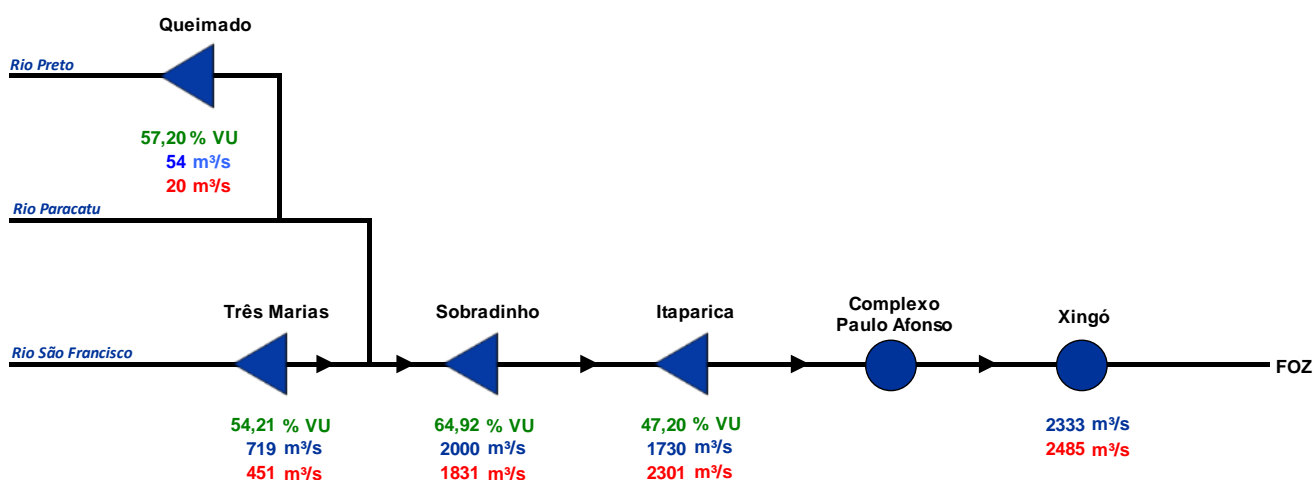 Queimado
Rio Preto
57,20 % VU
54 m³/s
20 m³/s
Rio Paracatu
Três Marias
Sobradinho
Itaparica
Complexo
Paulo Afonso
Xingó
Rio São Francisco
FOZ
54,21 % VU
719 m³/s
451 m³/s
64,92 % VU
2000 m³/s
1831 m³/s
47,20 % VU
1730 m³/s
2301 m³/s
2333 m³/s
2485 m³/s